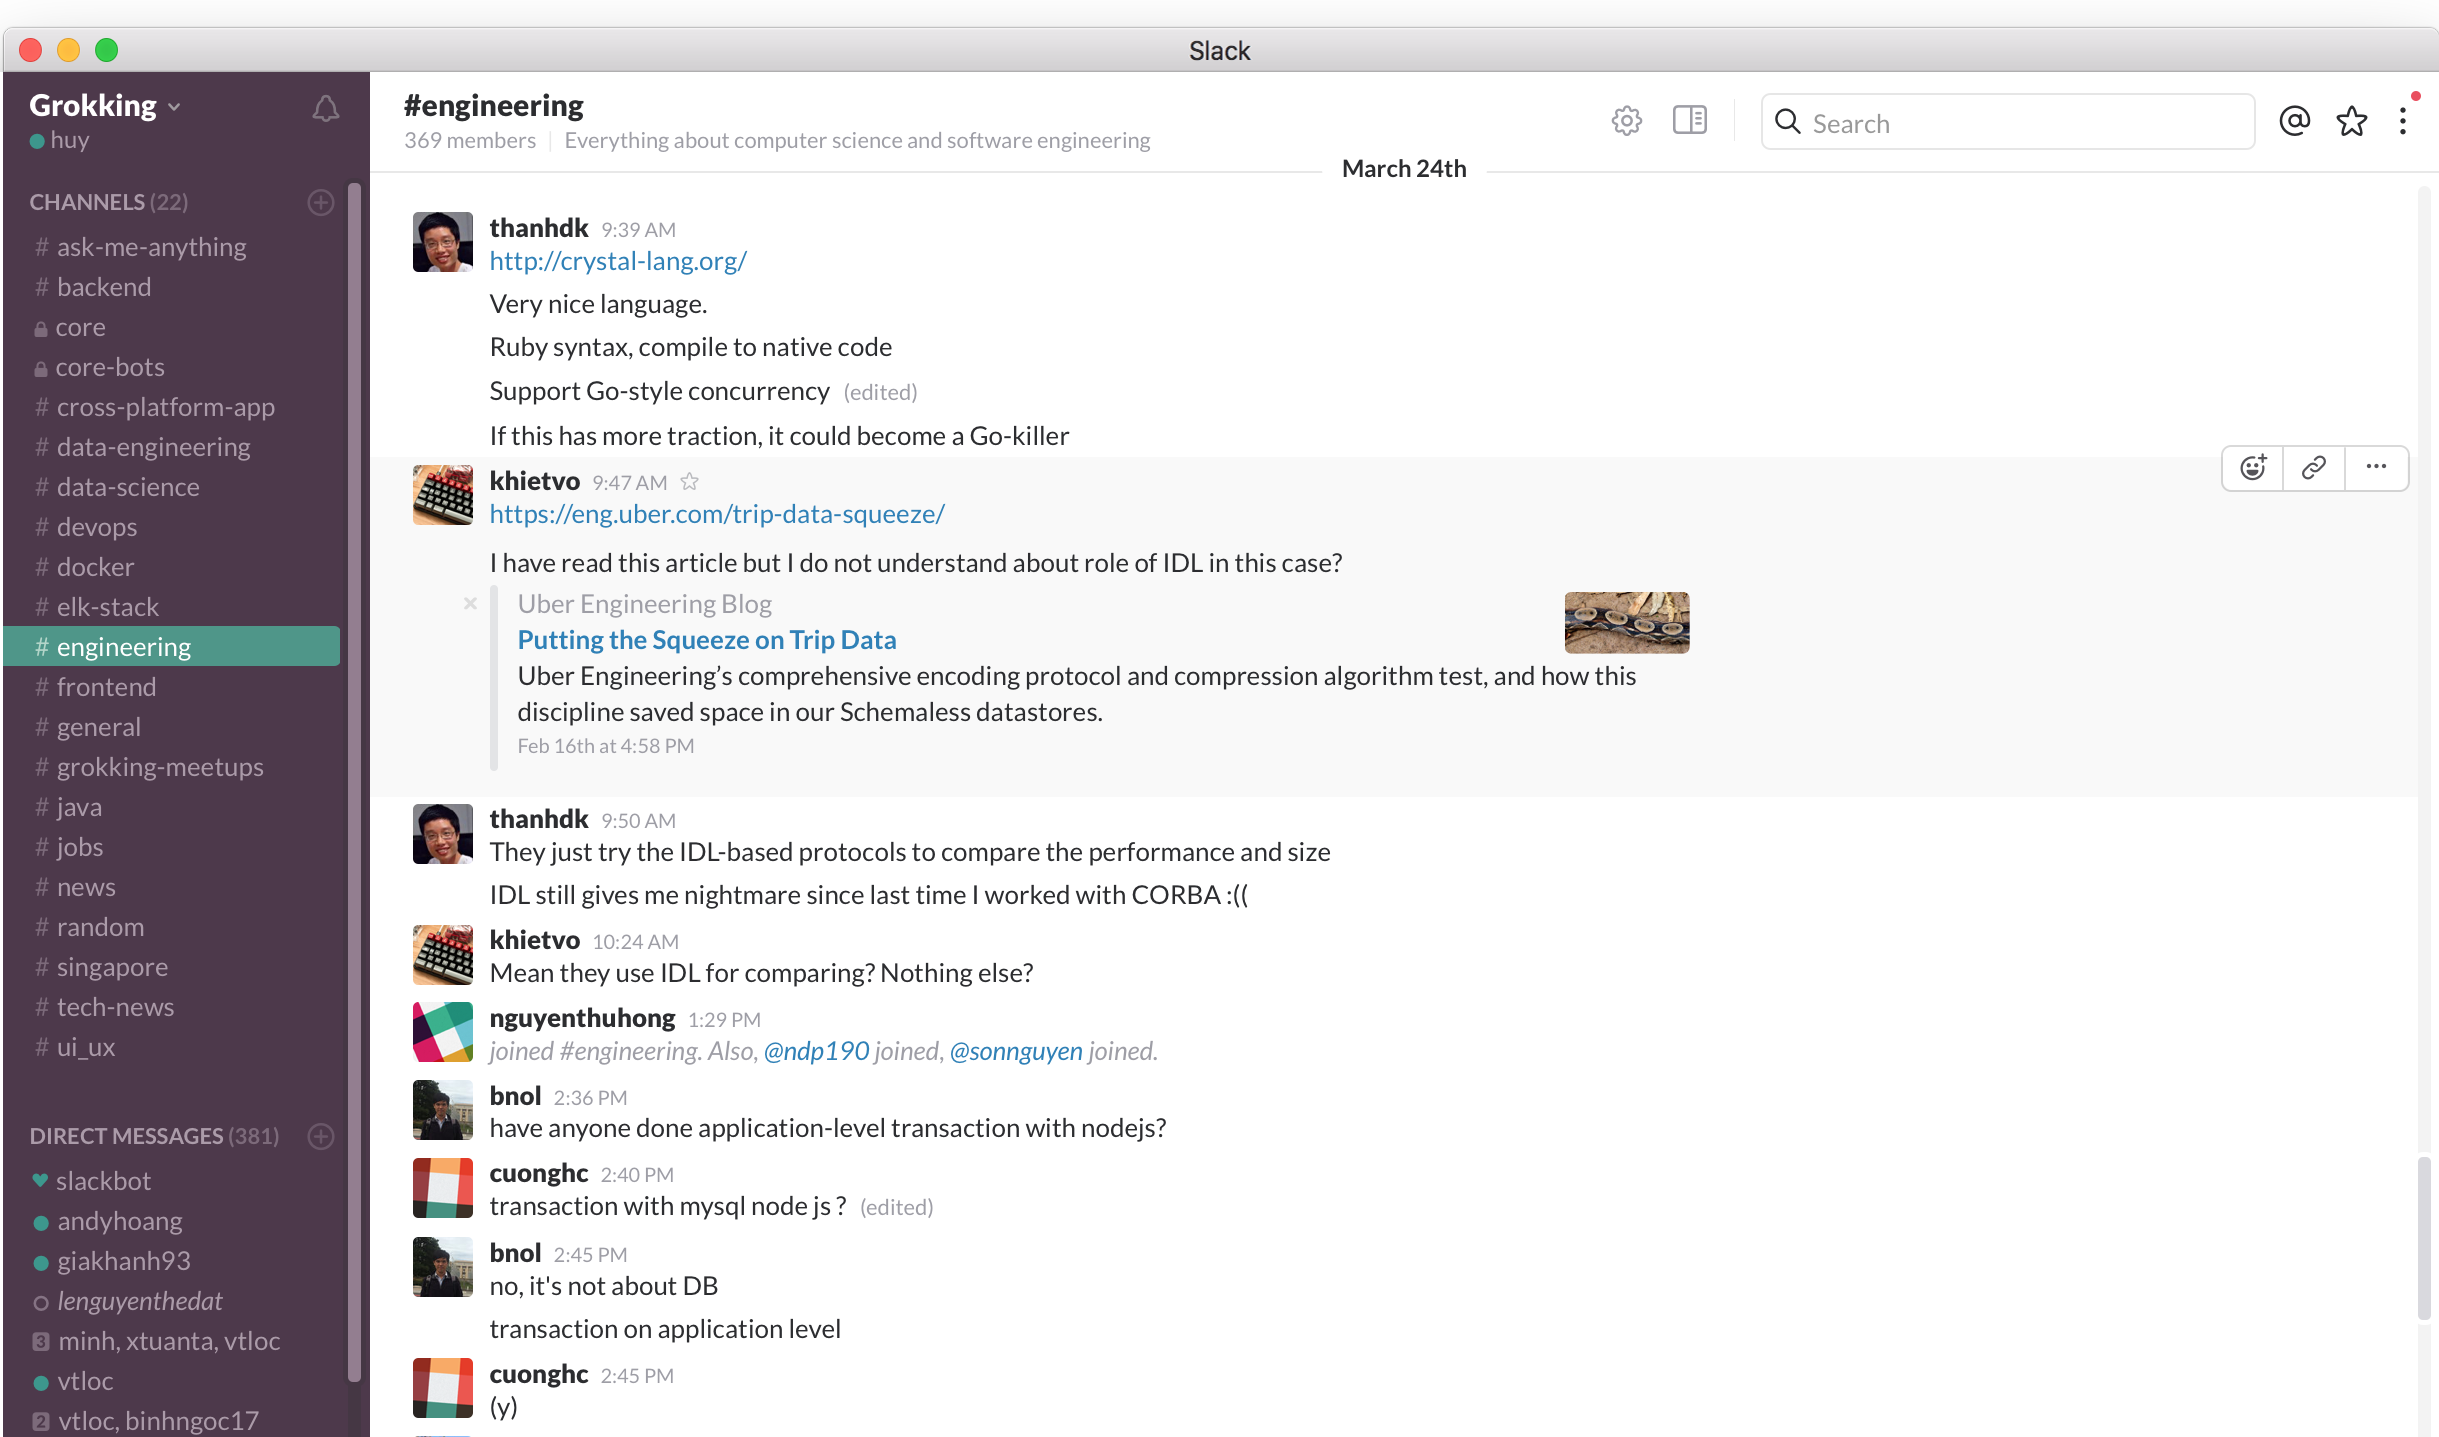 Slack
Grokking
huy
CHANNELS (22)
# ask-me-anything
# backend
core
core-bots
# cross-platform-app
# data-engineering
# data-science
# devops
# docker
# elk-stack
# engineering
# frontend
# general
# grokking-meetups
# java
# jobs
# news
# random
# singapore
# tech-news
# ui_ux
DIRECT MESSAGES (381)
slackbot
andyhoang
giakhanh93
lenguyenthedat
3 minh, xtuanta, vtloc
vtloc
2 vtloc, binhngoc17
#engineering
369 members | Everything about computer science and software engineering
Search
March 24th
thanhdk 9:39 AM
http://crystal-lang.org/
Very nice language.
Ruby syntax, compile to native code
Support Go-style concurrency (edited)
If this has more traction, it could become a Go-killer
khietvo 9:47 AM
https://eng.uber.com/trip-data-squeeze/
I have read this article but I do not understand about role of IDL in this case?
Uber Engineering Blog
Putting the Squeeze on Trip Data
Uber Engineering’s comprehensive encoding protocol and compression algorithm test, and how this
discipline saved space in our Schemaless datastores.
Feb 16th at 4:58 PM
thanhdk 9:50 AM
They just try the IDL-based protocols to compare the performance and size
IDL still gives me nightmare since last time I worked with CORBA :((
khietvo 10:24 AM
Mean they use IDL for comparing? Nothing else?
nguyenthuhong 1:29 PM
joined #engineering. Also, @ndp190 joined, @sonnguyen joined.
bnol 2:36 PM
have anyone done application-level transaction with nodejs?
cuonghc 2:40 PM
transaction with mysql node js ? (edited)
bnol 2:45 PM
no, it's not about DB
transaction on application level
cuonghc 2:45 PM
(y)